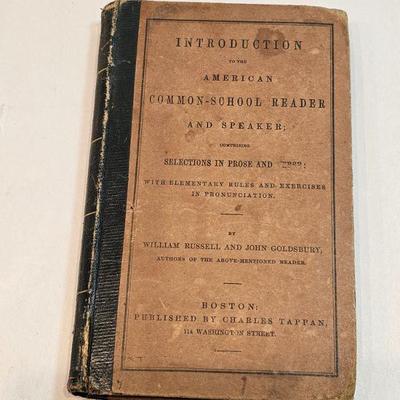 INTRODUCTION
TO THE
AMERICAN
COMMON-SCHOOL READER
AND SPEAKER;
COMPRISING
SELECTIONS IN PROSE AND
WITH ELEMENTARY RULES AND EXERCISES
IN PRONUNCIATION.
BY
WILLIAM RUSSELL AND JOHN GOLDSBURY,
AUTHORS OF THE ABOVE-MENTIONED READER.
BOSTON:
PUBLISHED BY CHARLES TAPPAN,
114 WASHINGTON STREET.